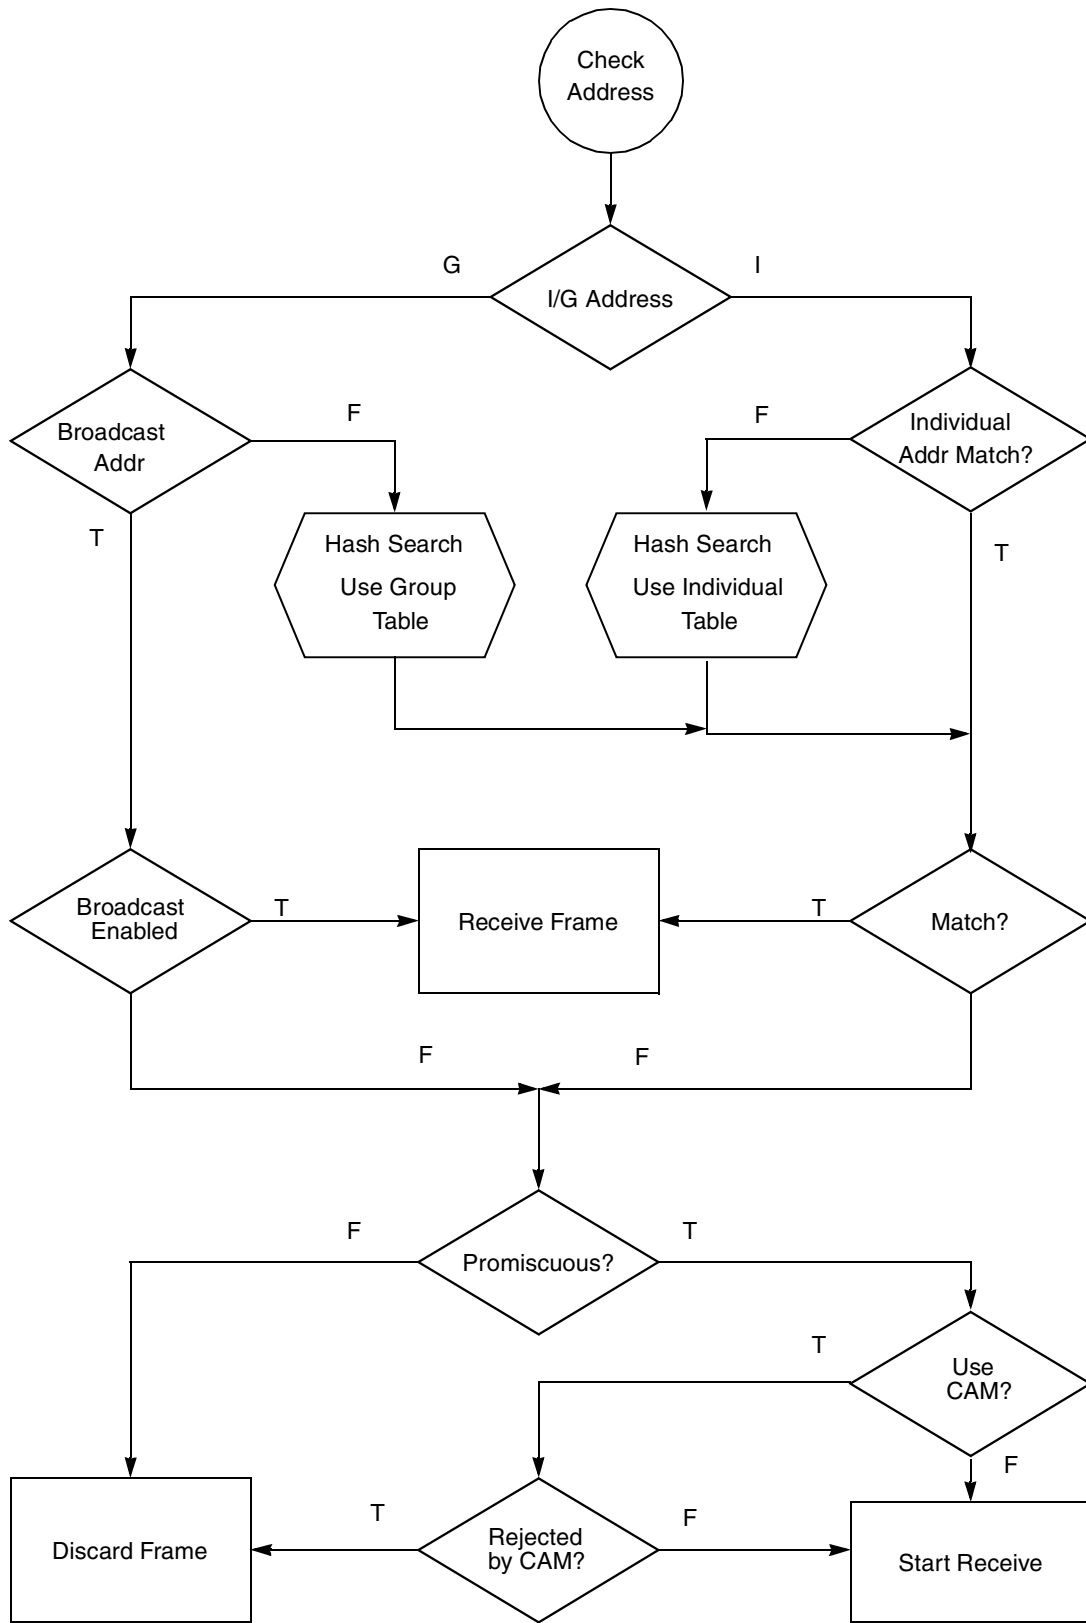 Check
Address
G
I
I/G Address
Broadcast
Addr
F
F
Individual
Addr Match?
T
Hash Search
Use Group
Table
Hash Search
Use Individual
Table
T
Broadcast
Enabled
T
Receive Frame
T
Match?
F
F
F
Promiscuous?
T
T
Use
CAM?
F
Discard Frame
T
Rejected
by CAM?
F
Start Receive